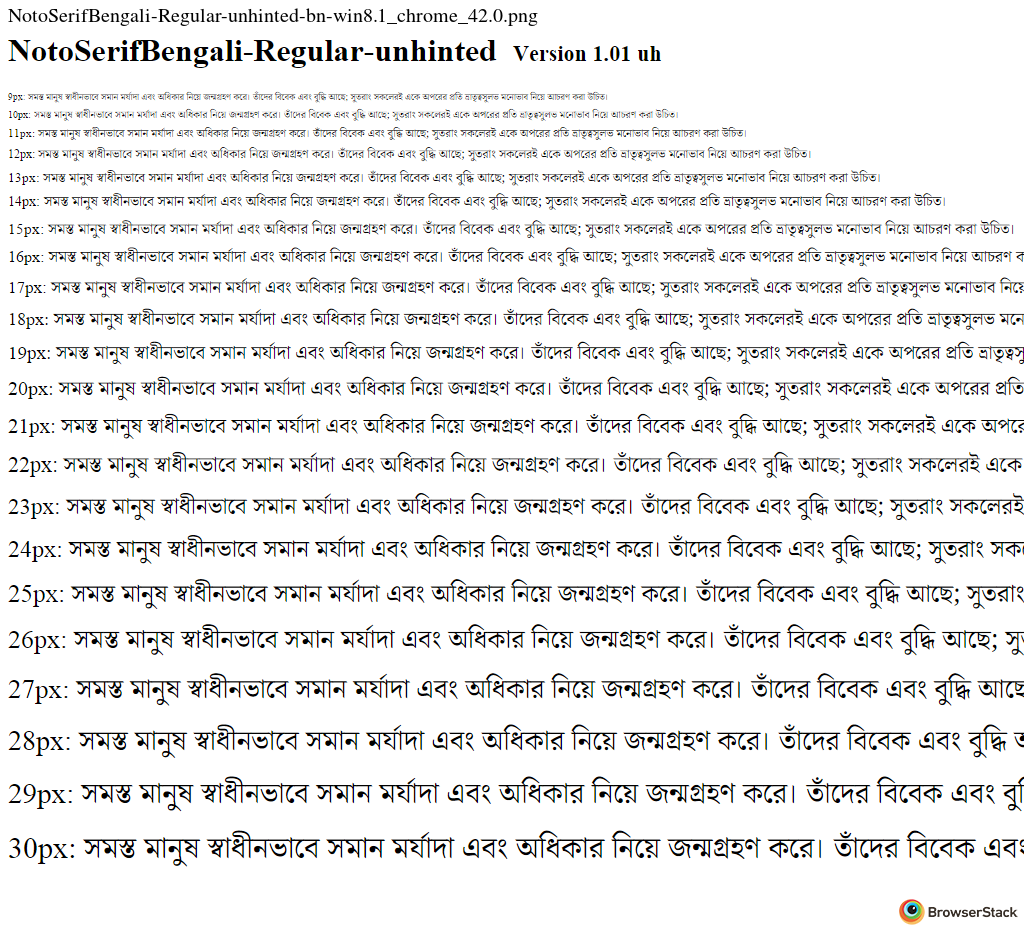 NotoSerifBengali-Regular-unhinted-bn-win8.1_chrome_42.0.png
NotoSerifBengali-Regular-unhinted Version 1.01 uh
9px: সমস্ত মানুষ স্বাধীনভাবে সমান মর্যাদা এবং অধিকার নিয়ে জন্মগ্রহণ করে। তাঁদের বিবেক এবং বুদ্ধি আছে; সুতরাং সকলেরই একে অপরের প্রতি ভ্রাতৃত্বসুলভ মনোভাব নিয়ে আচরণ করা উচিত।
10px: সমস্ত মানুষ স্বাধীনভাবে সমান মর্যাদা এবং অধিকার নিয়ে জন্মগ্রহণ করে। তাঁদের বিবেক এবং বুদ্ধি আছে; সুতরাং সকলেরই একে অপরের প্রতি ভ্রাতৃত্বসুলভ মনোভাব নিয়ে আচরণ করা উচিত।
11px: সমস্ত মানুষ স্বাধীনভাবে সমান মর্যাদা এবং অধিকার নিয়ে জন্মগ্রহণ করে। তাঁদের বিবেক এবং বুদ্ধি আছে; সুতরাং সকলেরই একে অপরের প্রতি ভ্রাতৃত্বসুলভ মনোভাব নিয়ে আচরণ করা উচিত।
12px: সমস্ত মানুষ স্বাধীনভাবে সমান মর্যাদা এবং অধিকার নিয়ে জন্মগ্রহণ করে। তাঁদের বিবেক এবং বুদ্ধি আছে; সুতরাং সকলেরই একে অপরের প্রতি ভ্রাতৃত্বসুলভ মনোভাব নিয়ে আচরণ করা উচিত।
13px: সমস্ত মানুষ স্বাধীনভাবে সমান মর্যাদা এবং অধিকার নিয়ে জন্মগ্রহণ করে। তাঁদের বিবেক এবং বুদ্ধি আছে; সুতরাং সকলেরই একে অপরের প্রতি ভ্রাতৃত্বসুলভ মনোভাব নিয়ে আচরণ করা উচিত।
14px: সমস্ত মানুষ স্বাধীনভাবে সমান মর্যাদা এবং অধিকার নিয়ে জন্মগ্রহণ করে। তাঁদের বিবেক এবং বুদ্ধি আছে; সুতরাং সকলেরই একে অপরের প্রতি ভ্রাতৃত্বসুলভ মনোভাব নিয়ে আচরণ করা উচিত।
15px: সমস্ত মানুষ স্বাধীনভাবে সমান মর্যাদা এবং অধিকার নিয়ে জন্মগ্রহণ করে। তাঁদের বিবেক এবং বুদ্ধি আছে; সুতরাং সকলেরই একে অপরের প্রতি ভ্রাতৃত্বসুলভ মনোভাব নিয়ে আচরণ করা উচিত।
16px: সমস্ত মানুষ স্বাধীনভাবে সমান মর্যাদা এবং অধিকার নিয়ে জন্মগ্রহণ করে। তাঁদের বিবেক এবং বুদ্ধি আছে; সুতরাং সকলেরই একে অপরের প্রতি ভ্রাতৃত্বসুলভ মনোভাব নিয়ে আচরণ
17px: সমস্ত মানুষ স্বাধীনভাবে সমান মর্যাদা এবং অধিকার নিয়ে জন্মগ্রহণ করে। তাঁদের বিবেক এবং বুদ্ধি আছে; সুতরাং সকলেরই একে অপরের প্রতি ভ্রাতৃত্বসুলভ মনোভাব নিয়ে
18px: সমস্ত মানুষ স্বাধীনভাবে সমান মর্যাদা এবং অধিকার নিয়ে জন্মগ্রহণ করে। তাঁদের বিবেক এবং বুদ্ধি আছে; সুতরাং সকলেরই একে অপরের প্রতি ভ্রাতৃত্বসুলভ
19px: সমস্ত মানুষ স্বাধীনভাবে সমান মর্যাদা এবং অধিকার নিয়ে জন্মগ্রহণ করে। তাঁদের বিবেক এবং বুদ্ধি আছে; সুতরাং সকলেরই একে অপরের প্রতি
20px: সমস্ত মানুষ স্বাধীনভাবে সমান মর্যাদা এবং অধিকার নিয়ে জন্মগ্রহণ করে। তাঁদের বিবেক এবং বুদ্ধি আছে; সুতরাং সকলেরই একে অপরের প্রতি
21px: সমস্ত মানুষ স্বাধীনভাবে সমান মর্যাদা এবং অধিকার নিয়ে জন্মগ্রহণ করে। তাঁদের বিবেক এবং বুদ্ধি আছে; সুতরাং সকলেরই একে
22px: সমস্ত মানুষ স্বাধীনভাবে সমান মর্যাদা এবং অধিকার নিয়ে জন্মগ্রহণ করে। তাঁদের বিবেক এবং বুদ্ধি আছে; সুতরাং সকলেরই একে
23px: সমস্ত মানুষ স্বাধীনভাবে সমান মর্যাদা এবং অধিকার নিয়ে জন্মগ্রহণ করে। তাঁদের বিবেক এবং বুদ্ধি আছে; সুতরাং সকলেরই
24px: সমস্ত মানুষ স্বাধীনভাবে সমান মর্যাদা এবং অধিকার নিয়ে জন্মগ্রহণ করে। তাঁদের বিবেক এবং বুদ্ধি আছে; সুতরাং
25px: সমস্ত মানুষ স্বাধীনভাবে সমান মর্যাদা এবং অধিকার নিয়ে জন্মগ্রহণ করে। তাঁদের বিবেক এবং বুদ্ধি আছে; সুতরাং
26px: সমস্ত মানুষ স্বাধীনভাবে সমান মর্যাদা এবং অধিকার নিয়ে জন্মগ্রহণ করে। তাঁদের বিবেক এবং বুদ্ধি আছে;
27px: সমস্ত মানুষ স্বাধীনভাবে সমান মর্যাদা এবং অধিকার নিয়ে জন্মগ্রহণ করে। তাঁদের বিবেক এবং বুদ্ধি আছে
28px: সমস্ত মানুষ স্বাধীনভাবে সমান মর্যাদা এবং অধিকার নিয়ে জন্মগ্রহণ করে। তাঁদের বিবেক এবং বুদ্ধি
29px: সমস্ত মানুষ স্বাধীনভাবে সমান মর্যাদা এবং অধিকার নিয়ে জন্মগ্রহণ করে। তাঁদের বিবেক এবং
30px: সমস্ত মানুষ স্বাধীনভাবে সমান মর্যাদা এবং অধিকার নিয়ে জন্মগ্রহণ করে। তাঁদের বিবেক এবং
BrowserStack